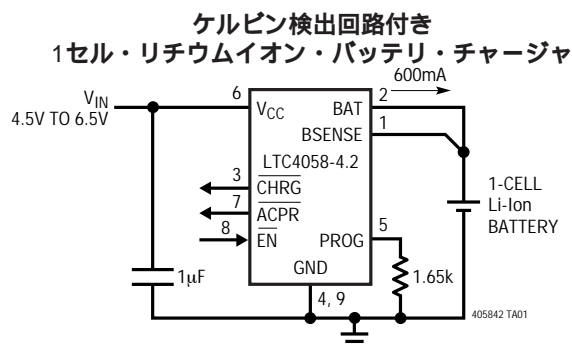 ケルビン検出回路付き
1セル・リチウムイオン・バッテリ・チャージャ
600mA
VIN
4.5V TO 6.5V
6
VCC
BAT
2
BSENSE
1
LTC4058-4.2
3
CHRG
7
ACPR
8
EN
PROG
5
GND
4, 9
1µF
1.65k
1-CELL
Li-Ion
BATTERY
405842 TA01